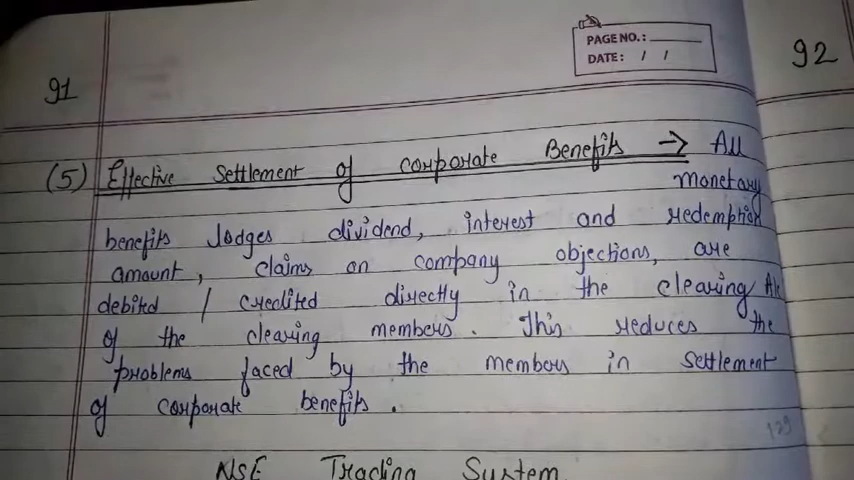 PAGE NO.:
DATE: / /
91
92
(5) Effective Settlement of corporate Benefits → All
monetary
benefits lodges dividend, interest and redemption
amount, claims on company objections, are
debited / credited directly in the clearing A/c
of the clearing members. This reduces the
problems faced by the members in settlement
of corporate benefits.
129
NSE Trading System